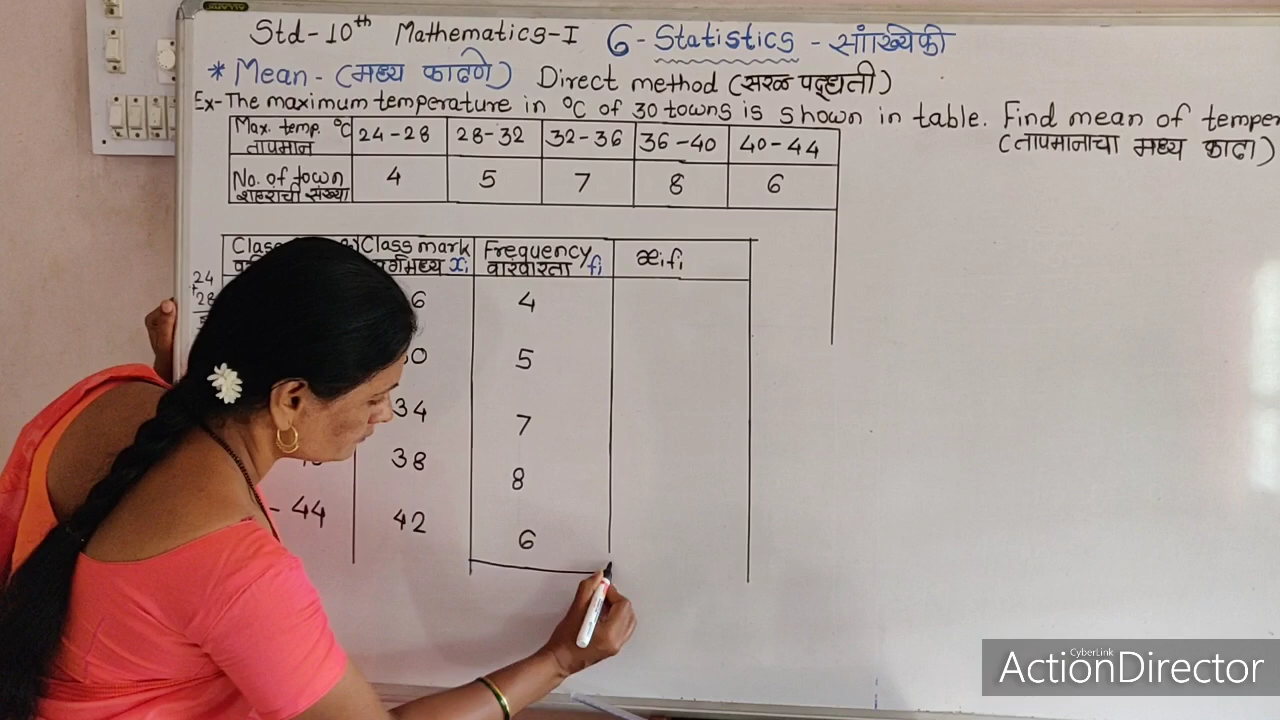 Std-10th Mathematics-I 6-Statistics - सांख्यिकी
* Mean - (मध्य काढणे) Direct method (सरळ पद्धती)
Ex-The maximum temperature in °C of 30 towns is shown in table. Find mean of temper
(तापमानाचा मध्य काढा)
Max. temp. °C 24-28 28-32 32-36 36-40 40-44
तापमान
No. of town 4 5 7 8 6
शहराची संख्या
Class Class mark Frequency xifi
वर्गमध्य xi वारंवारता fi
24
+
28
6 4
0 5
34 7
38 8
- 44 42 6
CyberLink
ActionDirector